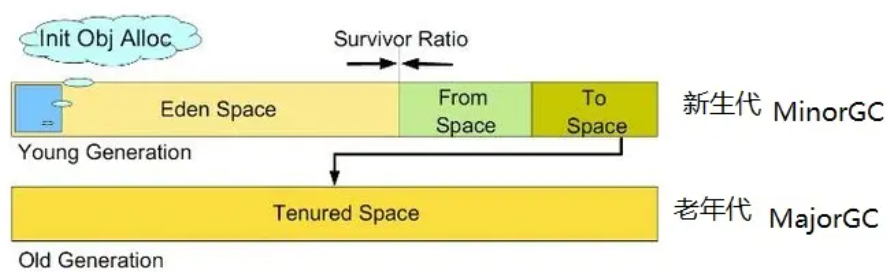 Init Obj Alloc
Survivor Ratio
Eden Space
From
Space
To
Space
新生代 MinorGC
Young Generation
Tenured Space
老年代 MajorGC
Old Generation